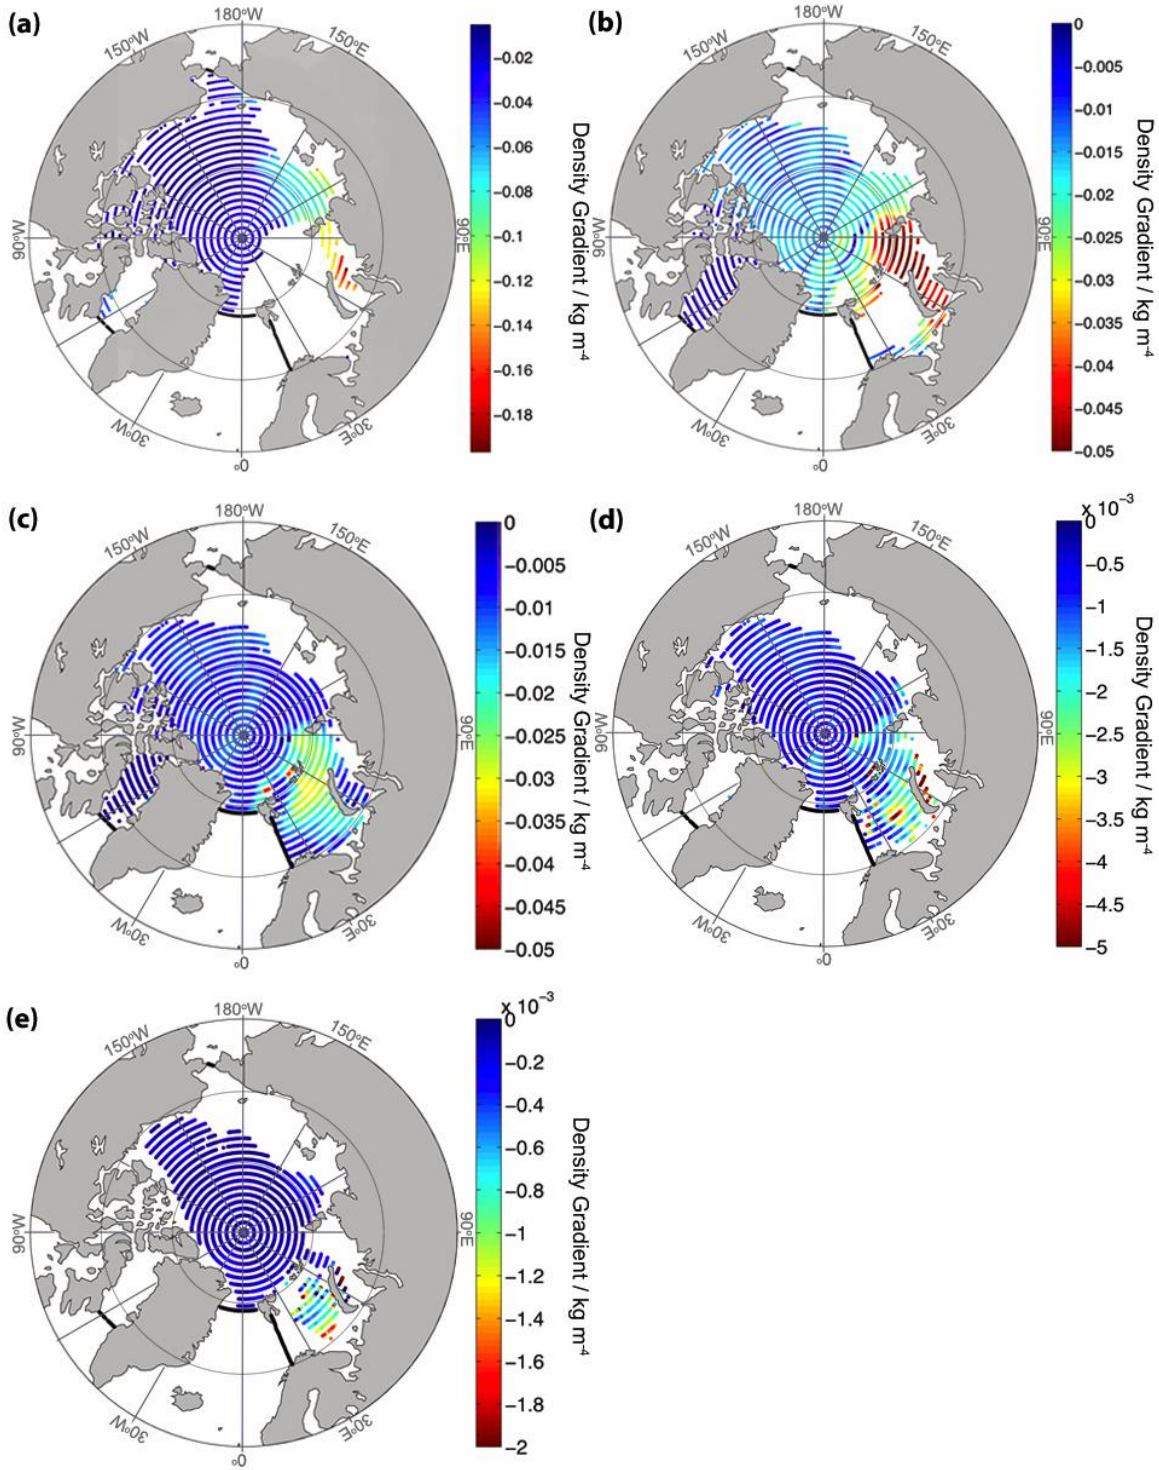 (a)
180°W
150°W
150°E
90°W
90°E
30°W
30°E
0°
−0.02
−0.04
−0.06
−0.08
−0.1
−0.12
−0.14
−0.16
−0.18
Density Gradient / kg m-4
(b)
180°W
150°W
150°E
90°W
90°E
30°W
30°E
0°
0
−0.005
−0.01
−0.015
−0.02
−0.025
−0.03
−0.035
−0.04
−0.045
−0.05
Density Gradient / kg m-4
(c)
180°W
150°W
150°E
90°W
90°E
30°W
30°E
0°
0
−0.005
−0.01
−0.015
−0.02
−0.025
−0.03
−0.035
−0.04
−0.045
−0.05
Density Gradient / kg m-4
(d)
180°W
150°W
150°E
90°W
90°E
30°W
30°E
0°
x 10−3
0
−0.5
−1
−1.5
−2
−2.5
−3
−3.5
−4
−4.5
−5
Density Gradient / kg m-4
(e)
180°W
150°W
150°E
90°W
90°E
30°W
30°E
0°
x 10−3
0
−0.2
−0.4
−0.6
−0.8
−1
−1.2
−1.4
−1.6
−1.8
−2
Density Gradient / kg m-4